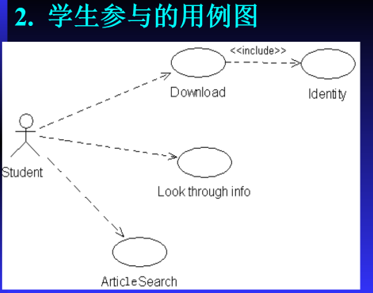 2. 学生参与的用例图
<<include>>
Download
Identity
Student
Look through info
ArticleSearch